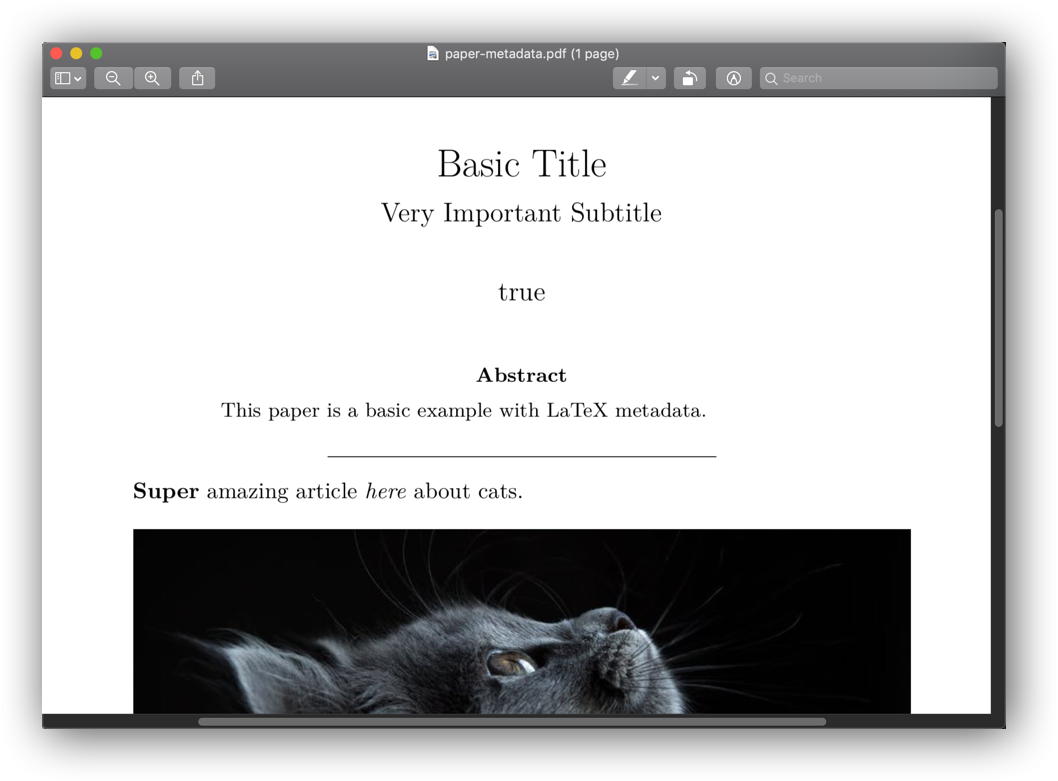 paper-metadata.pdf (1 page)
Search
Basic Title
Very Important Subtitle
true
Abstract
This paper is a basic example with LaTeX metadata.
Super amazing article here about cats.